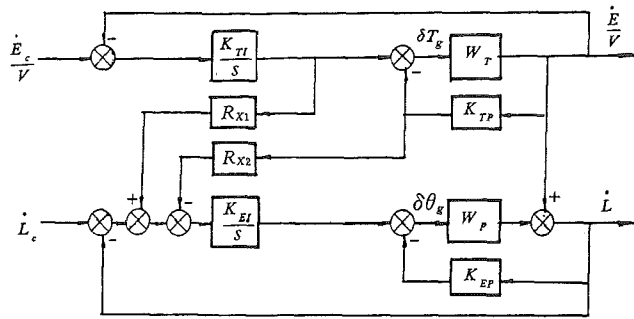 Ė_c/V
−
K_TI/S
−
δT_g
W_T
Ė/V
R_X1
K_TP
R_X2
L̇_c
−
+
−
K_EI/S
−
δθ_g
W_P
+
L̇
K_EP